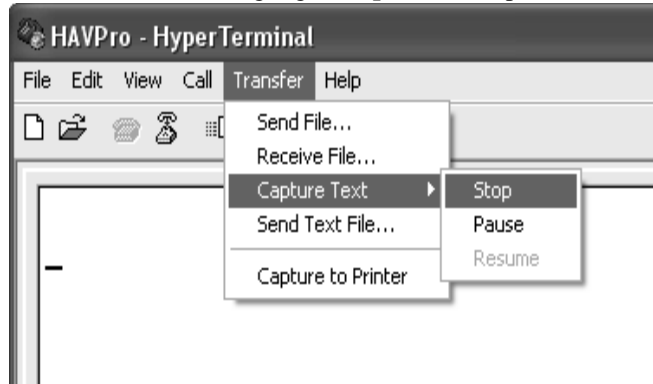 HAVPro - HyperTerminal
File Edit View Call Transfer Help
Send File...
Receive File...
Capture Text
Stop
Send Text File...
Pause
Resume
Capture to Printer